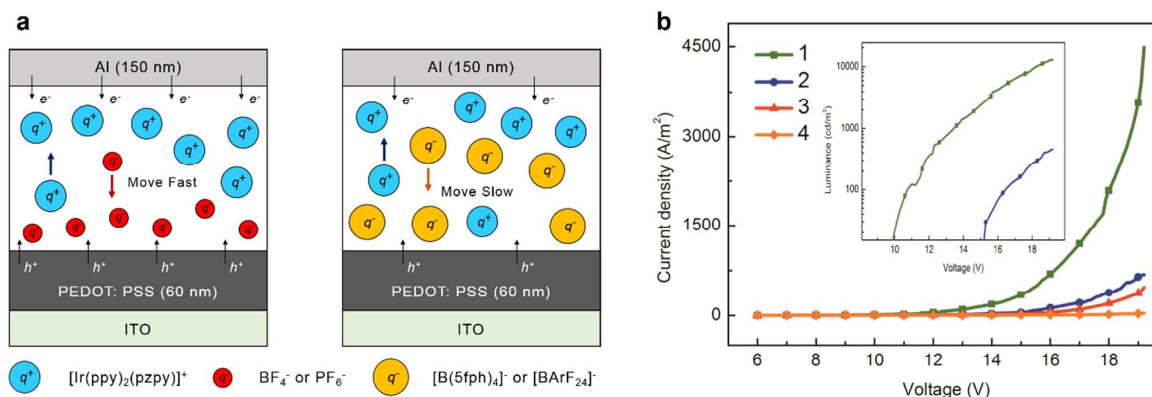 a
Al (150 nm)
e-
e-
e-
e-
q+
q+
q+
q+
q+
q+
q+
q-
Move Fast
q-
q-
q-
q-
q-
q-
h+
h+
h+
h+
PEDOT: PSS (60 nm)
ITO
Al (150 nm)
e-
e-
q+
q+
q+
q+
q-
q-
q-
q+
Move Slow
q-
q-
q+
q-
h+
h+
PEDOT: PSS (60 nm)
ITO
q+
[Ir(ppy)2(pzpy)]+
q-
BF4- or PF6-
q-
[B(5fph)4]- or [BArF24]-
b
Current density (A/m²)
4500
3000
1500
0
6
8
10
12
14
16
18
Voltage (V)
1
2
3
4
Luminance (cd/m²)
10000
1000
100
10
12
14
16
18
Voltage (V)